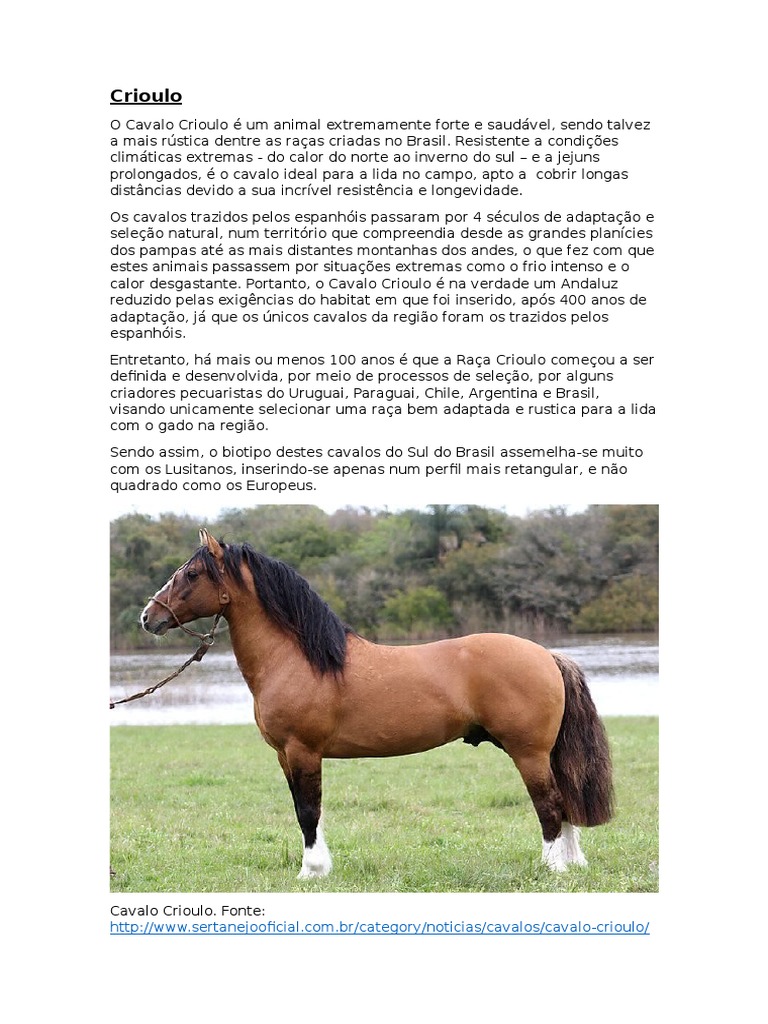 Crioulo
O Cavalo Crioulo é um animal extremamente forte e saudável, sendo talvez
a mais rústica dentre as raças criadas no Brasil. Resistente a condições
climáticas extremas - do calor do norte ao inverno do sul – e a jejuns
prolongados, é o cavalo ideal para a lida no campo, apto a  cobrir longas
distâncias devido a sua incrível resistência e longevidade.
Os cavalos trazidos pelos espanhóis passaram por 4 séculos de adaptação e
seleção natural, num território que compreendia desde as grandes planícies
dos pampas até as mais distantes montanhas dos andes, o que fez com que
estes animais passassem por situações extremas como o frio intenso e o
calor desgastante. Portanto, o Cavalo Crioulo é na verdade um Andaluz
reduzido pelas exigências do habitat em que foi inserido, após 400 anos de
adaptação, já que os únicos cavalos da região foram os trazidos pelos
espanhóis.
Entretanto, há mais ou menos 100 anos é que a Raça Crioulo começou a ser
definida e desenvolvida, por meio de processos de seleção, por alguns
criadores pecuaristas do Uruguai, Paraguai, Chile, Argentina e Brasil,
visando unicamente selecionar uma raça bem adaptada e rustica para a lida
com o gado na região.
Sendo assim, o biotipo destes cavalos do Sul do Brasil assemelha-se muito
com os Lusitanos, inserindo-se apenas num perfil mais retangular, e não
quadrado como os Europeus.
Cavalo Crioulo. Fonte:
http://www.sertanejooficial.com.br/category/noticias/cavalos/cavalo-crioulo/